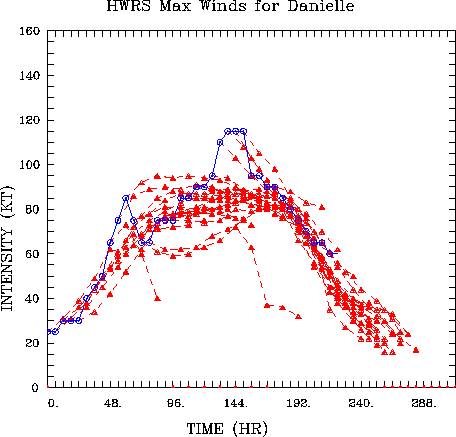 HWRS Max Winds for Danielle
160
140
120
100
80
60
40
20
0
INTENSITY (KT)
0. 48. 96. 144. 192. 240. 288.
TIME (HR)